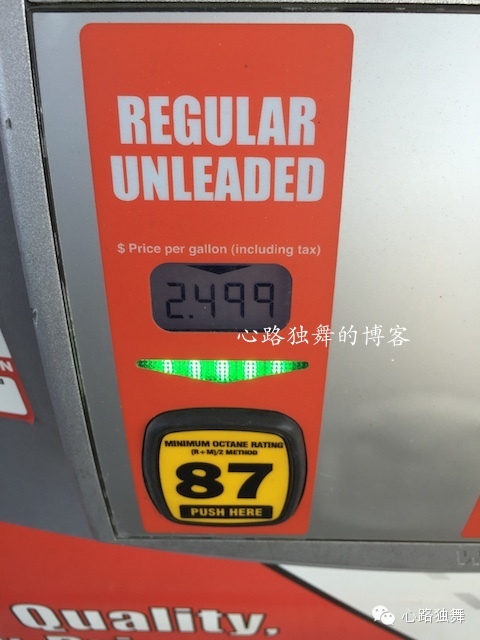 REGULAR
UNLEADED
$ Price per gallon (including tax)
2.499
心路独舞的博客
MINIMUM OCTANE RATING
(R+M)/2 METHOD
87
PUSH HERE
Quality,
心路独舞